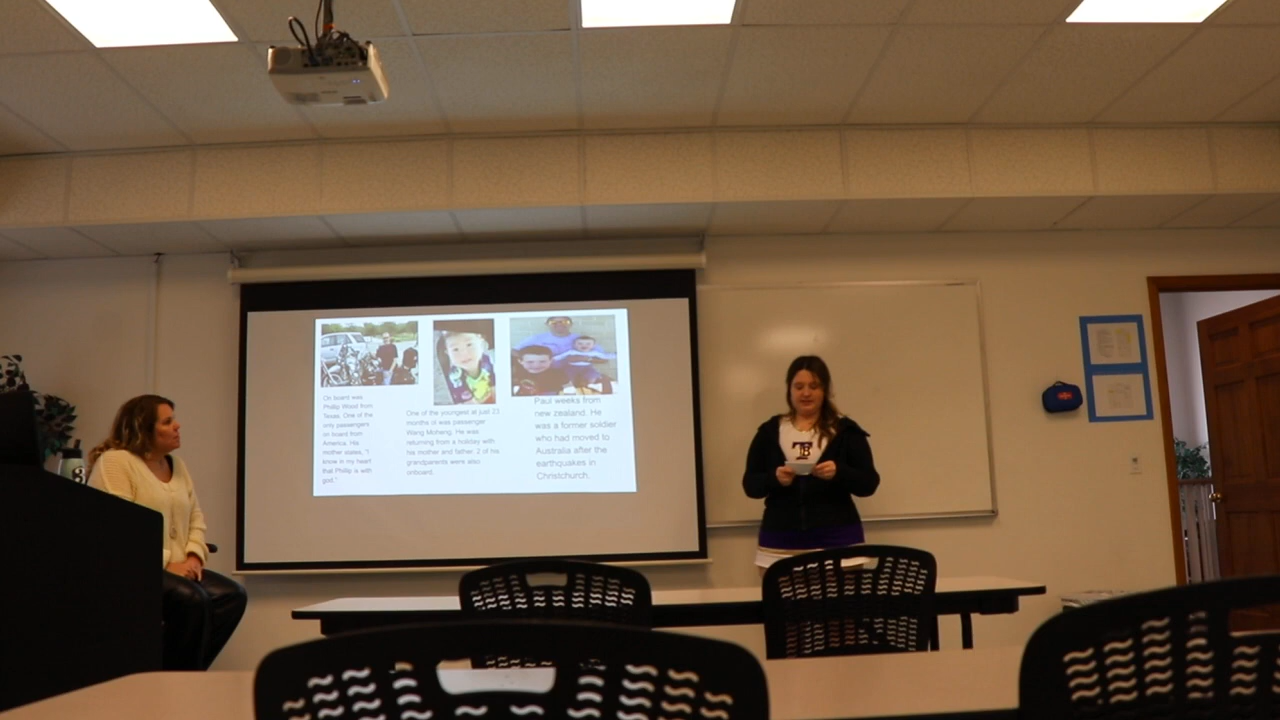 On board was
Phillip Wood from
Texas. One of the
only passengers
on board from
America. His
mother states, "I
know in my heart
that Phillip is with
god."
One of the youngest at just 23
months ol was passenger
Wang Moheng. He was
returning from a holiday with
his mother and father. 2 of his
grandparents were also
onboard.
Paul weeks from
new zealand. He
was a former soldier
who had moved to
Australia after the
earthquakes in
Christchurch.